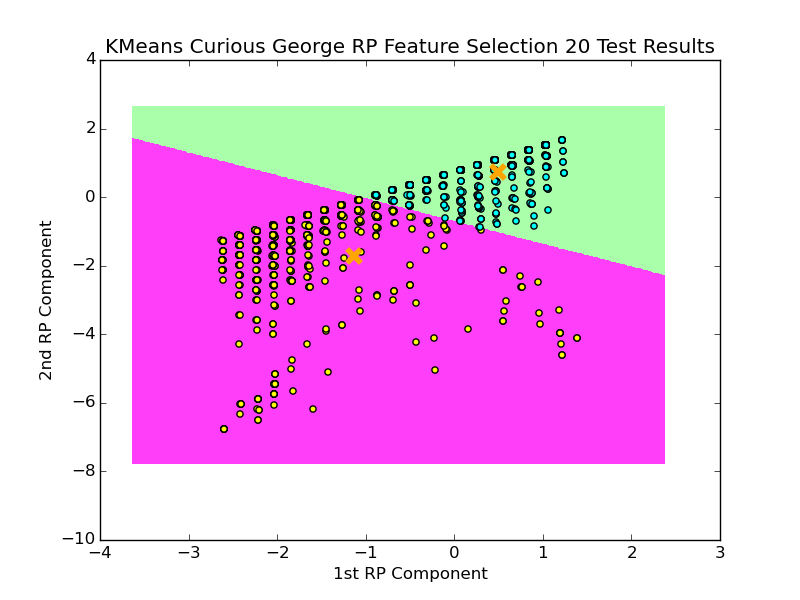 KMeans Curious George RP Feature Selection 20 Test Results
4
2
0
−2
−4
−6
−8
−10
2nd RP Component
−4 −3 −2 −1 0 1 2 3
1st RP Component